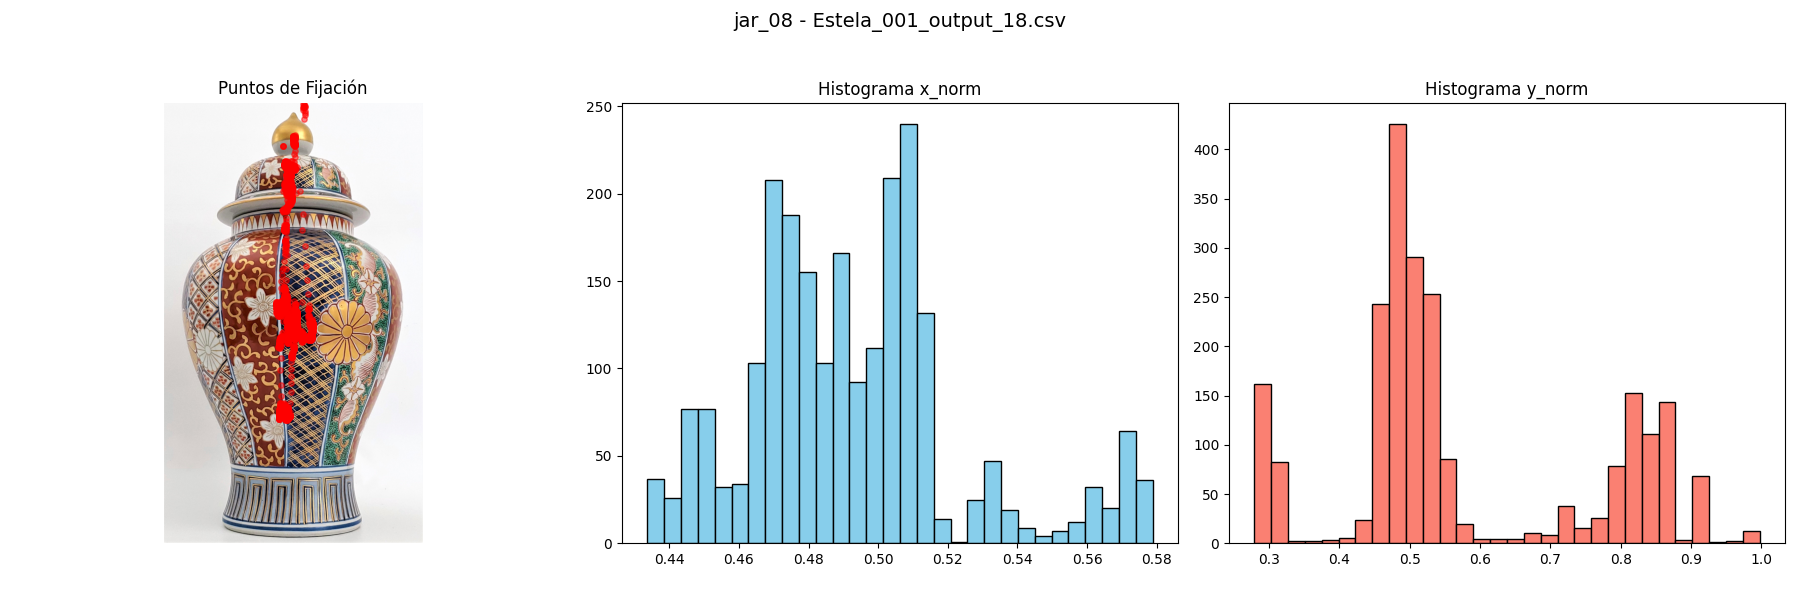 jar_08 - Estela_001_output_18.csv
Puntos de Fijación
Histograma x_norm
250
200
150
100
50
0
0.44 0.46 0.48 0.50 0.52 0.54 0.56 0.58
Histograma y_norm
400
350
300
250
200
150
100
50
0
0.3 0.4 0.5 0.6 0.7 0.8 0.9 1.0